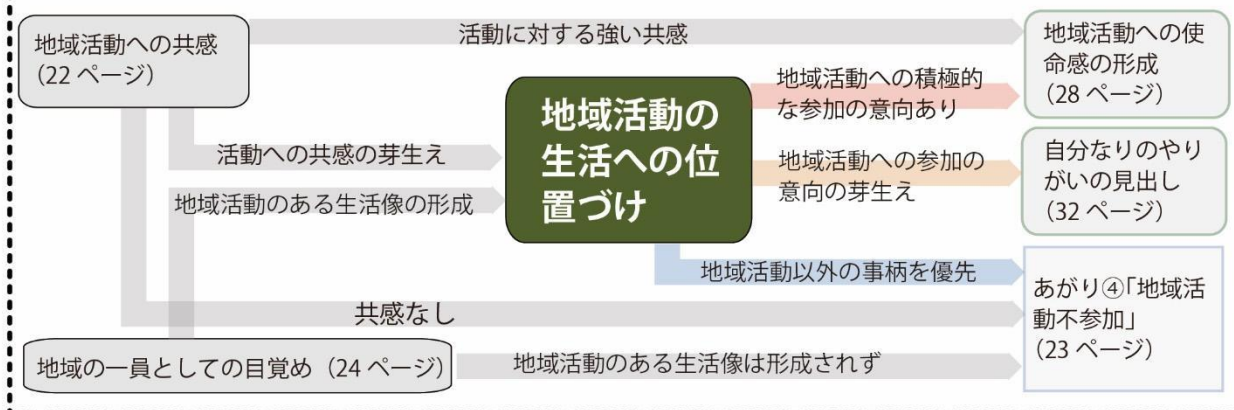 地域活動への共感
（22 ページ）
活動に対する強い共感
地域活動への使
命感の形成
（28 ページ）
地域活動の
生活への位
置づけ
地域活動への積極的
な参加の意向あり
活動への共感の芽生え
地域活動への参加の
意向の芽生え
自分なりのやり
がいの見出し
（32 ページ）
地域活動のある生活像の形成
地域活動以外の事柄を優先
共感なし
あがり④「地域活
動不参加」
（23 ページ）
地域の一員としての目覚め（24 ページ）
地域活動のある生活像は形成されず